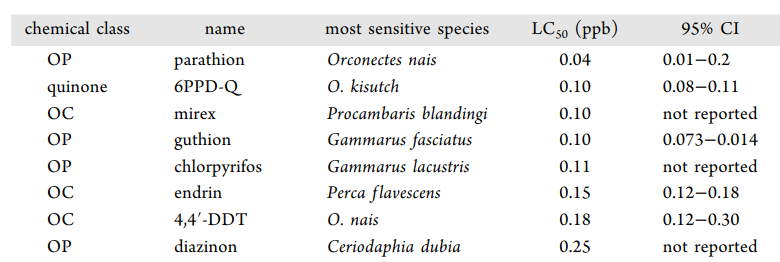 chemical class name most sensitive species LC50 (ppb) 95% CI
OP parathion Orconectes nais 0.04 0.01−0.2
quinone 6PPD-Q O. kisutch 0.10 0.08−0.11
OC mirex Procambaris blandingi 0.10 not reported
OP guthion Gammarus fasciatus 0.10 0.073−0.014
OP chlorpyrifos Gammarus lacustris 0.11 not reported
OC endrin Perca flavescens 0.15 0.12−0.18
OC 4,4′-DDT O. nais 0.18 0.12−0.30
OP diazinon Ceriodaphia dubia 0.25 not reported